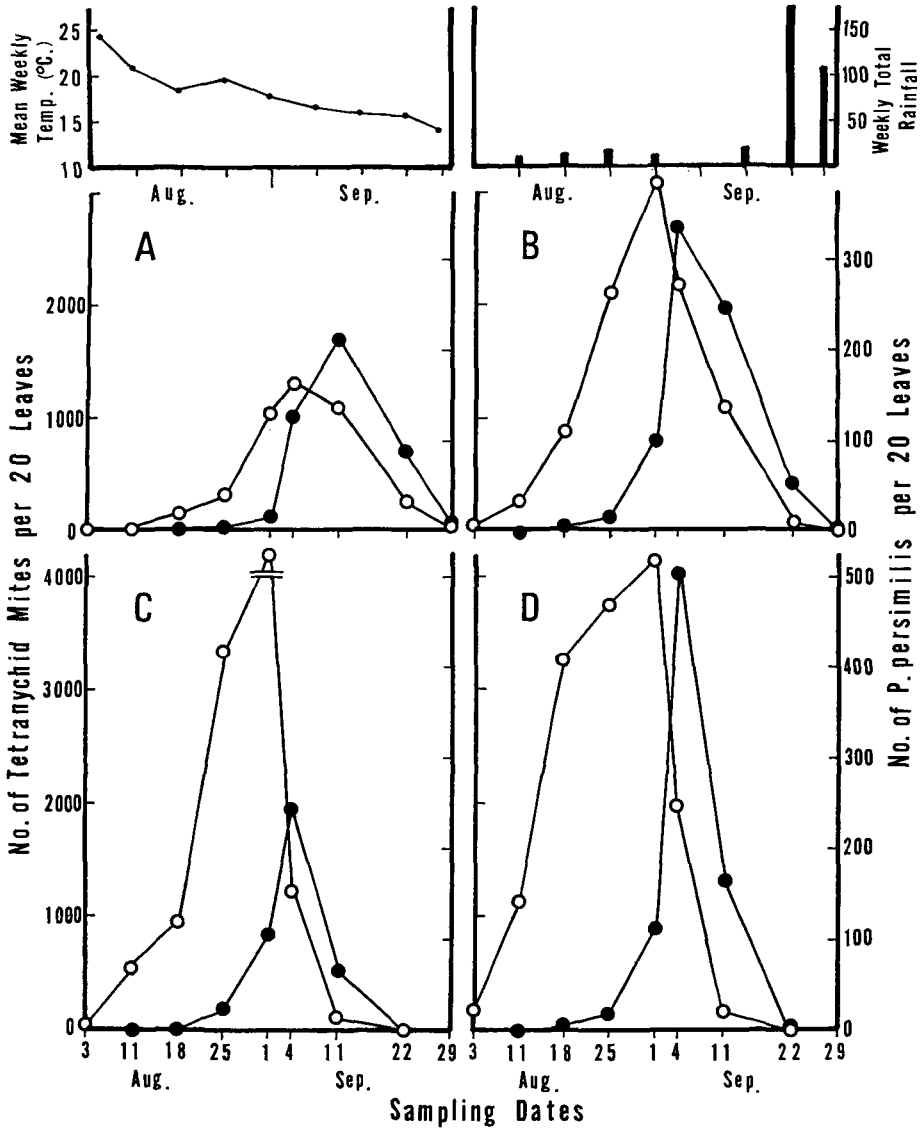 Mean Weekly
Temp. (°C.)
25
20
15
10
Aug.
Sep.
Weekly Total
Rainfall
150
100
50
Aug.
Sep.
A
2000
1000
0
B
300
200
100
0
C
4000
3000
2000
1000
0
D
500
400
300
200
100
0
No. of Tetranychid Mites per 20 Leaves
No. of P. persimilis per 20 Leaves
3 11 18 25 1 4 11 22 29
Aug. Sep.
3 11 18 25 1 4 11 22 29
Aug. Sep.
Sampling Dates